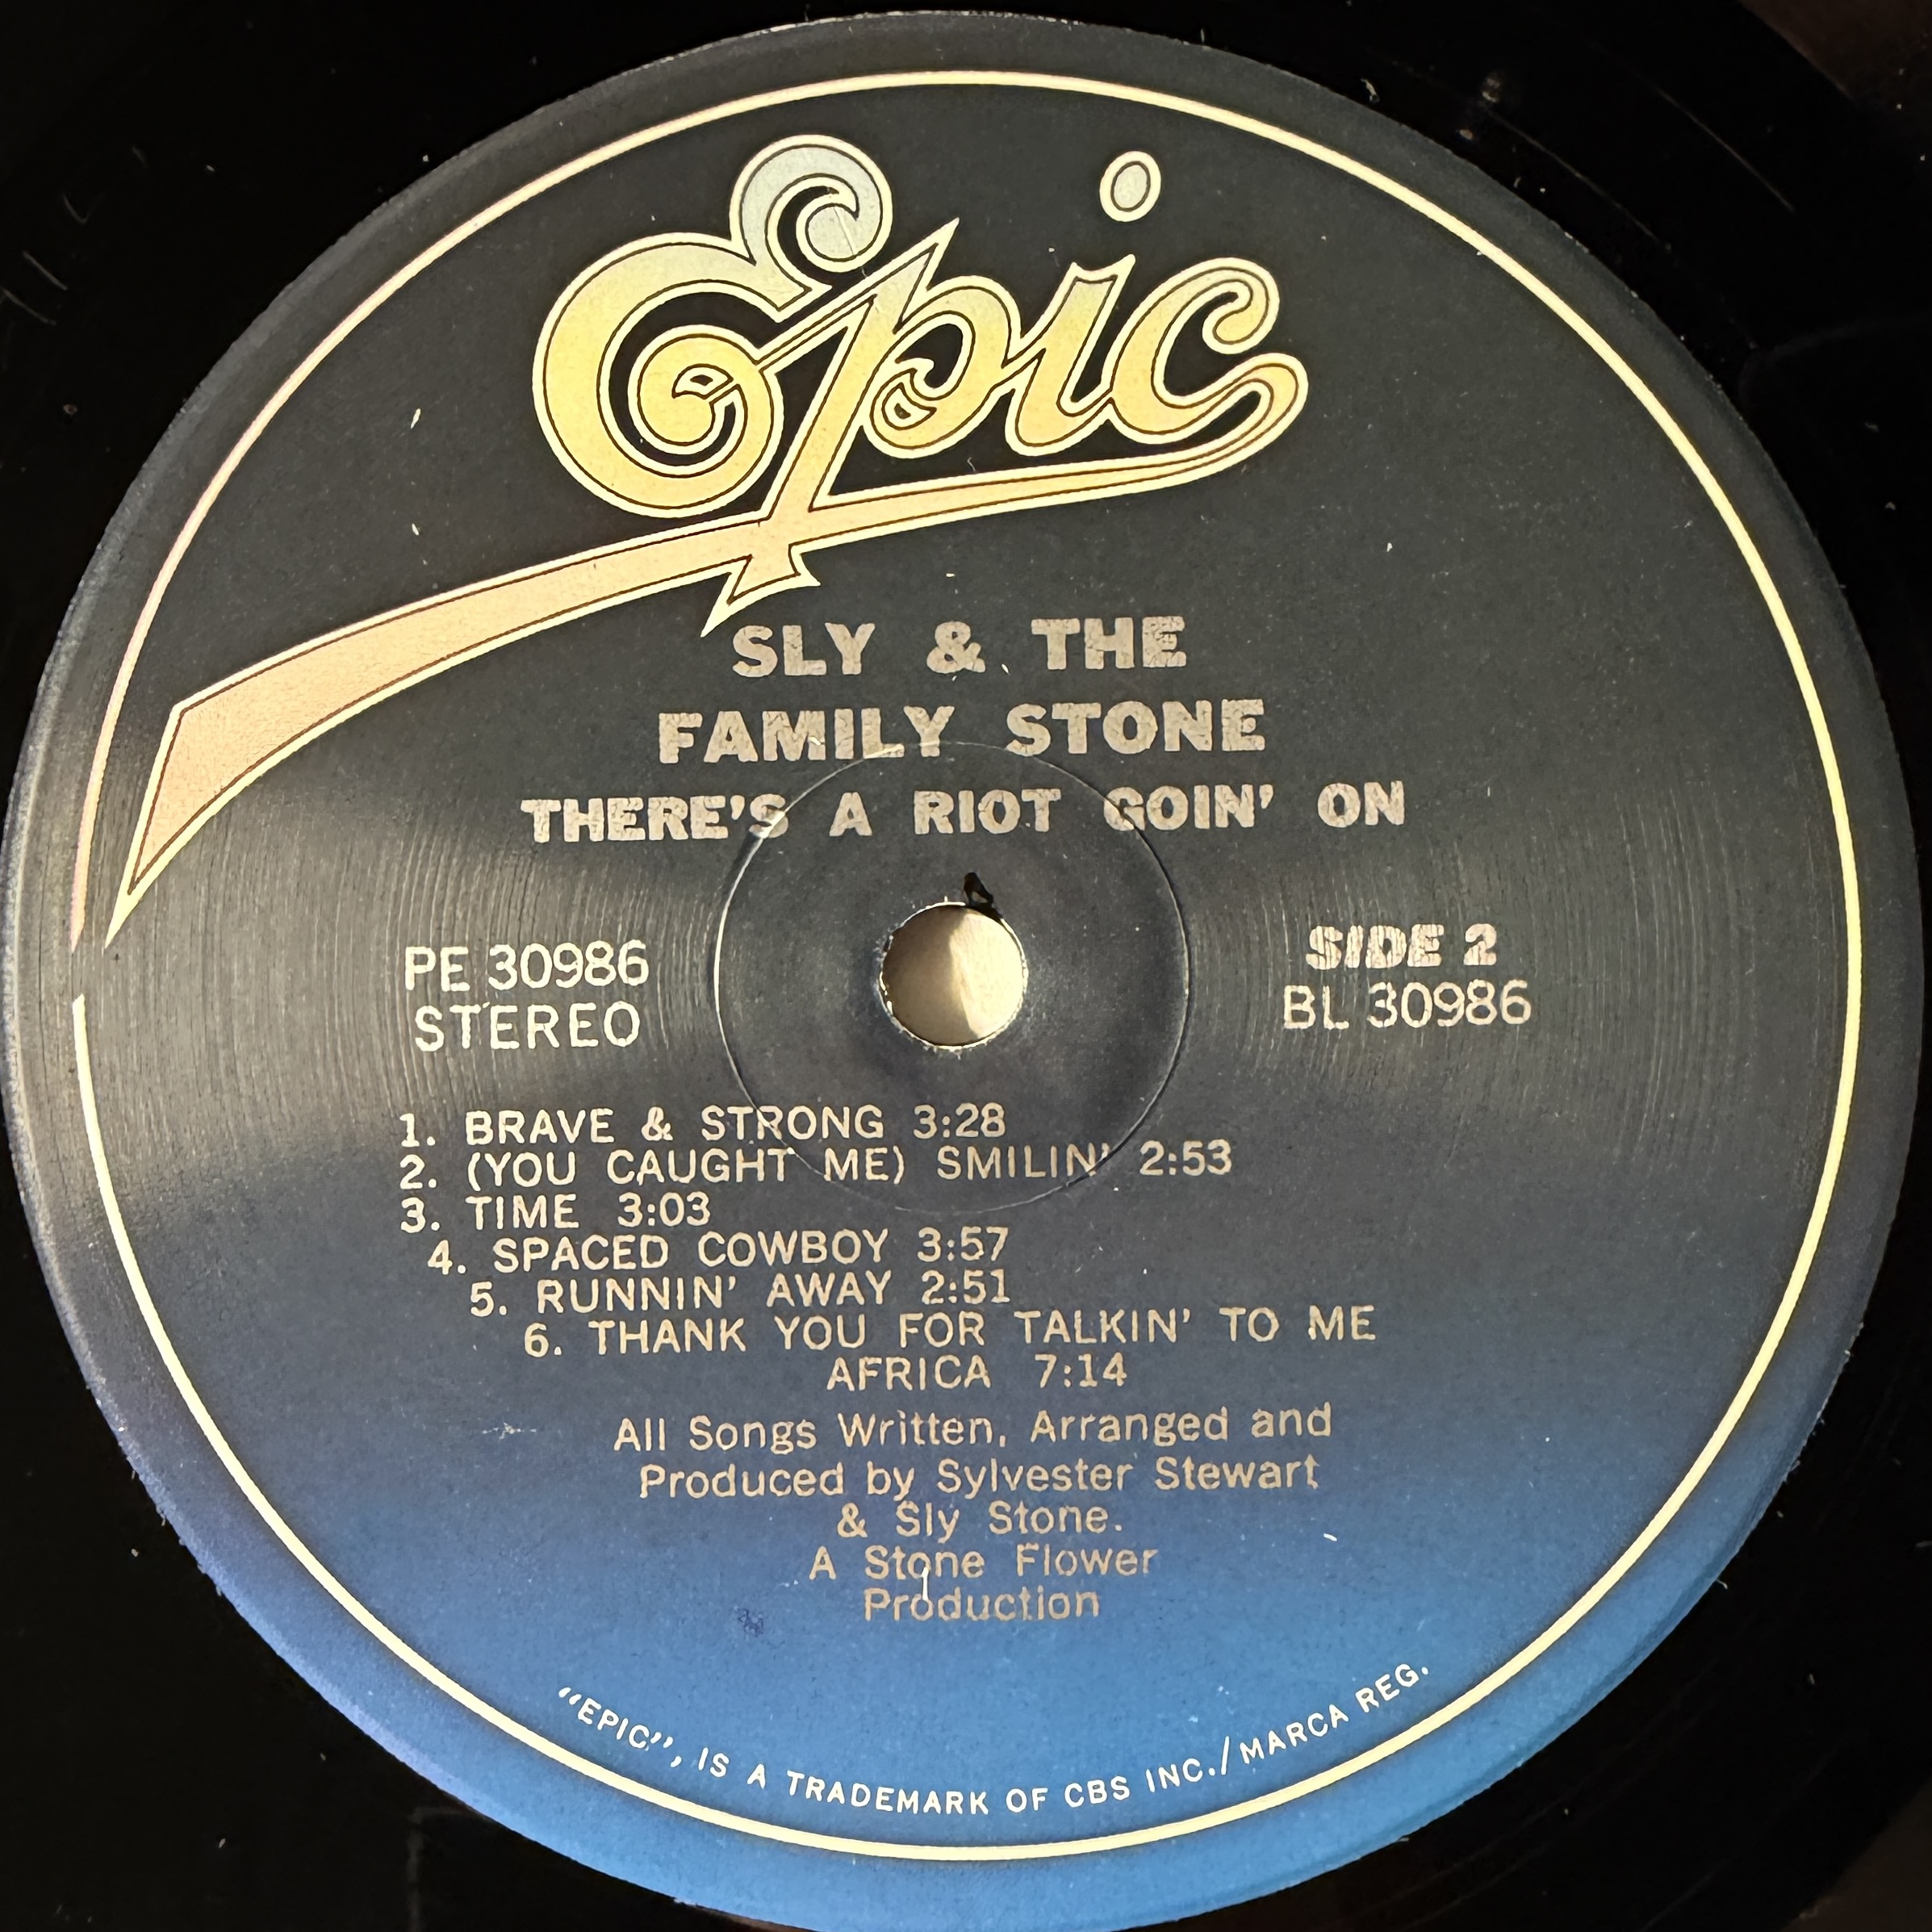 Epic
SLY & THE
FAMILY STONE
THERE'S A RIOT GOIN' ON
PE 30986
STEREO
SIDE 2
BL 30986
1. BRAVE & STRONG 3:28
2. (YOU CAUGHT ME) SMILIN' 2:53
3. TIME 3:03
4. SPACED COWBOY 3:57
5. RUNNIN' AWAY 2:51
6. THANK YOU FOR TALKIN' TO ME
AFRICA 7:14
All Songs Written, Arranged and
Produced by Sylvester Stewart
& Sly Stone.
A Stone Flower
Production
“EPIC”, IS A TRADEMARK OF CBS INC./MARCA REG.